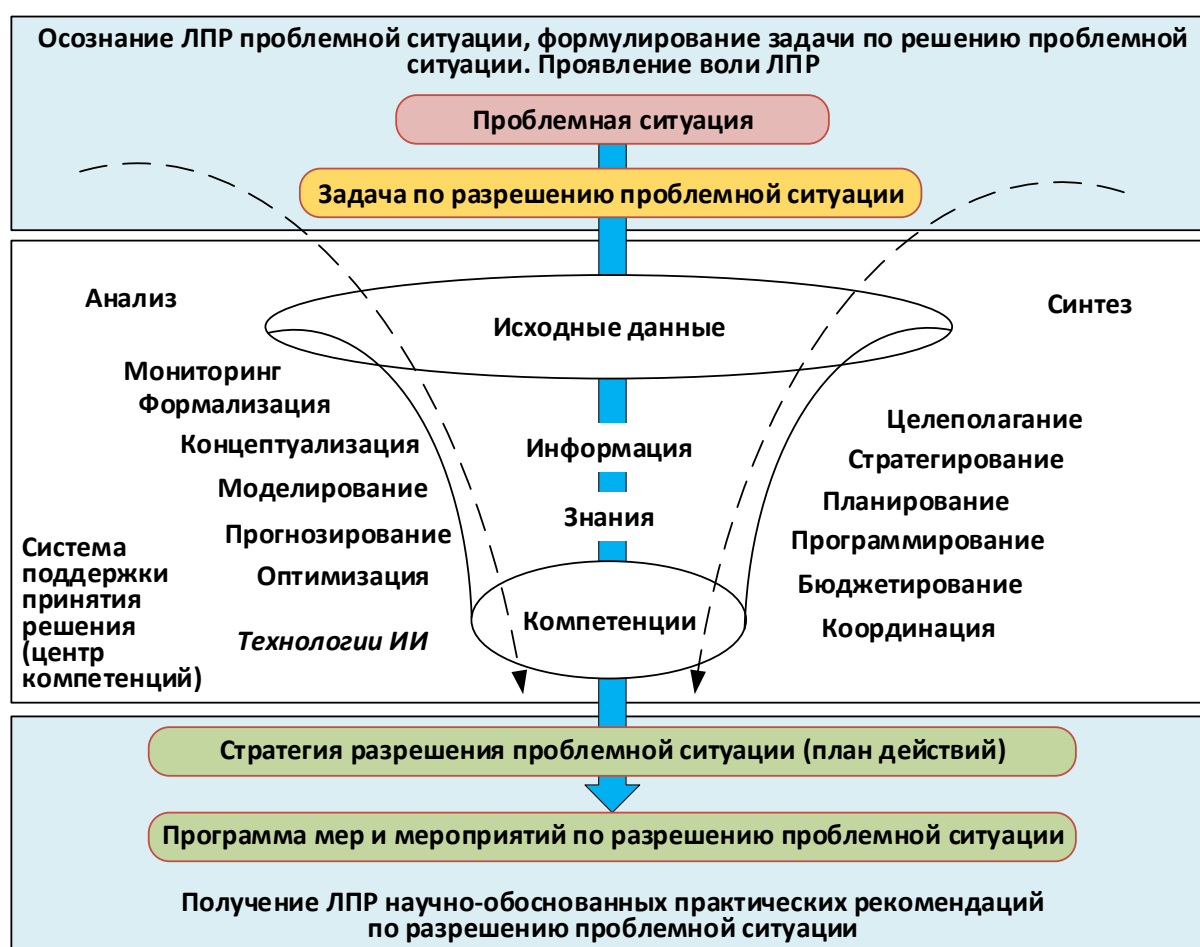 Осознание ЛПР проблемной ситуации, формулирование задачи по решению проблемной
ситуации. Проявление воли ЛПР
Проблемная ситуация
Задача по разрешению проблемной ситуации
Анализ
Исходные данные
Синтез
Мониторинг
Формализация
Концептуализация
Моделирование
Прогнозирование
Оптимизация
Технологии ИИ
Система
поддержки
принятия
решения
(центр
компетенций)
Информация
Знания
Компетенции
Целеполагание
Стратегирование
Планирование
Программирование
Бюджетирование
Координация
Стратегия разрешения проблемной ситуации (план действий)
Программа мер и мероприятий по разрешению проблемной ситуации
Получение ЛПР научно-обоснованных практических рекомендаций
по разрешению проблемной ситуации